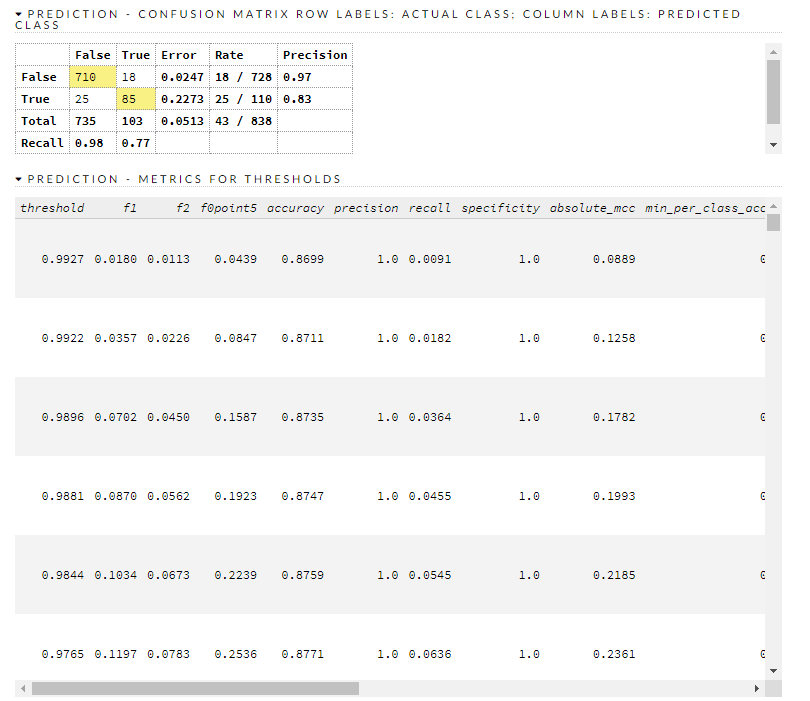 PREDICTION - CONFUSION MATRIX ROW LABELS: ACTUAL CLASS; COLUMN LABELS: PREDICTED
CLASS
False True Error Rate Precision
False 710 18 0.0247 18 / 728 0.97
True 25 85 0.2273 25 / 110 0.83
Total 735 103 0.0513 43 / 838
Recall 0.98 0.77
PREDICTION - METRICS FOR THRESHOLDS
threshold f1 f2 f0point5 accuracy precision recall specificity absolute_mcc min_per_class_acc
0.9927 0.0180 0.0113 0.0439 0.8699 1.0 0.0091 1.0 0.0889
0.9922 0.0357 0.0226 0.0847 0.8711 1.0 0.0182 1.0 0.1258
0.9896 0.0702 0.0450 0.1587 0.8735 1.0 0.0364 1.0 0.1782
0.9881 0.0870 0.0562 0.1923 0.8747 1.0 0.0455 1.0 0.1993
0.9844 0.1034 0.0673 0.2239 0.8759 1.0 0.0545 1.0 0.2185
0.9765 0.1197 0.0783 0.2536 0.8771 1.0 0.0636 1.0 0.2361